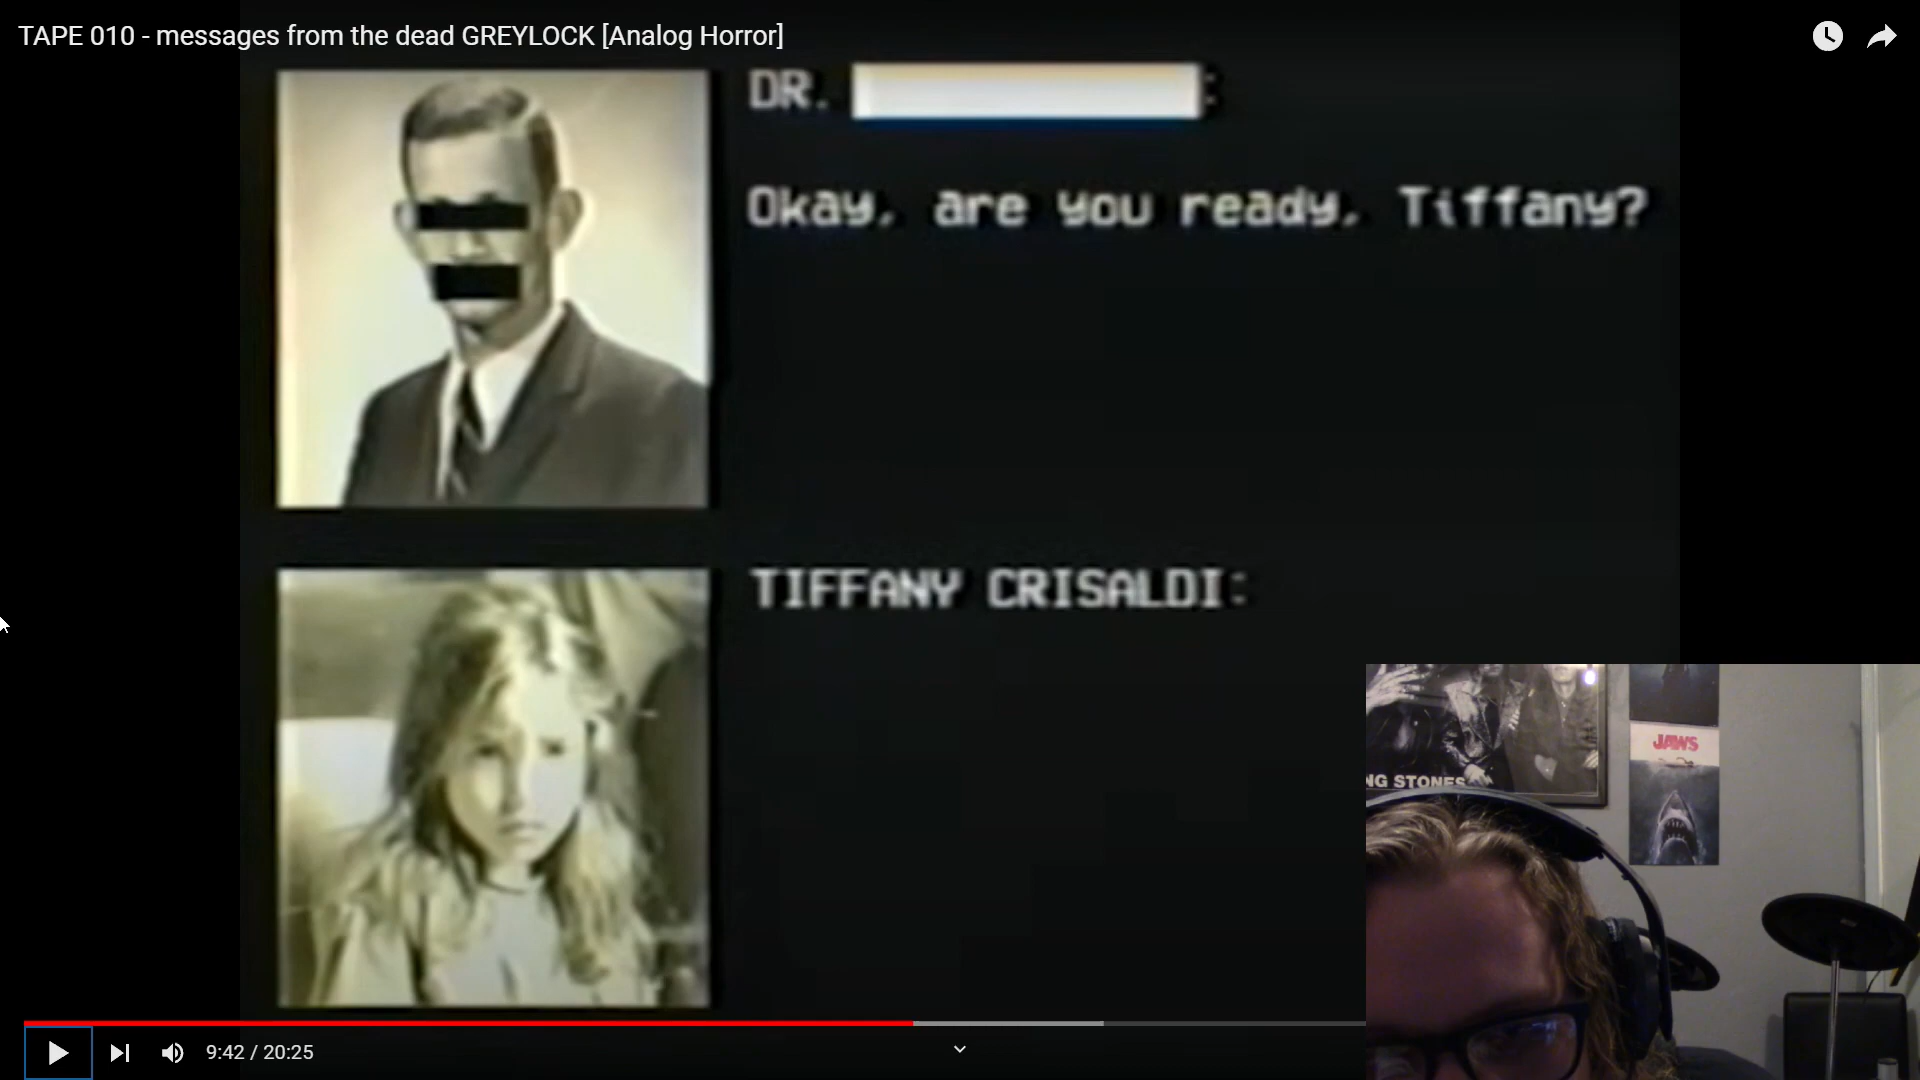 TAPE 010 - messages from the dead GREYLOCK [Analog Horror]
DR.           :
Okay, are you ready, Tiffany?
TIFFANY CRISALDI:
NG STONES
JAWS
9:42 / 20:25